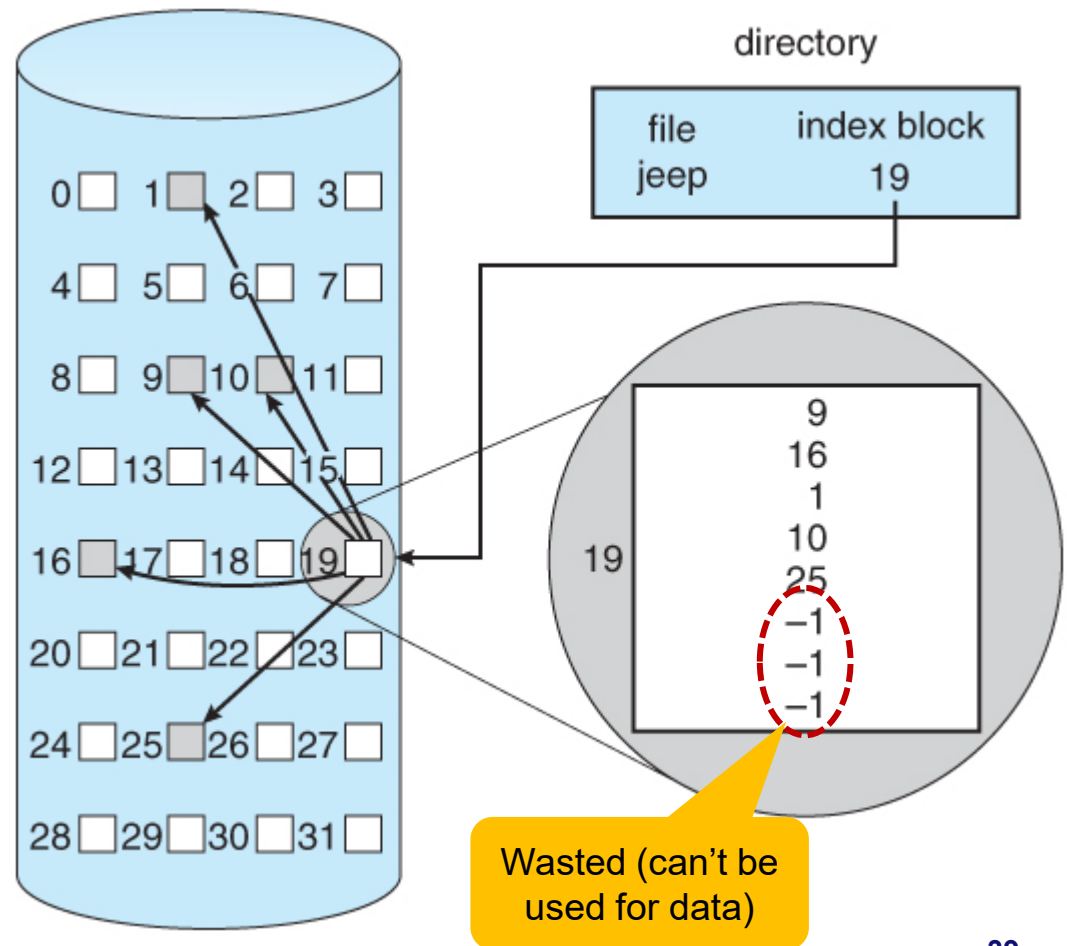 directory
file index block
jeep 19
0 1 2 3
4 5 6 7
8 9 10 11
12 13 14 15
16 17 18 19
20 21 22 23
24 25 26 27
28 29 30 31
19
9
16
1
10
25
–1
–1
–1
Wasted (can’t be
used for data)